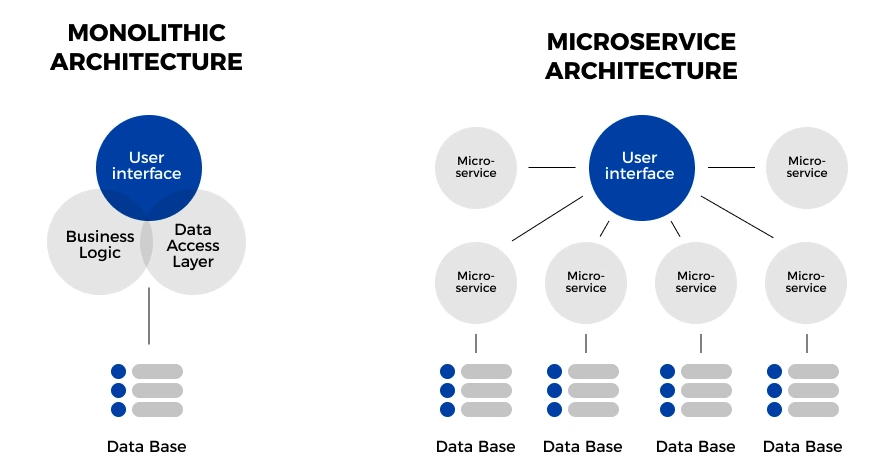 MONOLITHIC
ARCHITECTURE
User
interface
Business
Logic
Data
Access
Layer
Data Base
MICROSERVICE
ARCHITECTURE
Micro-
service
User
interface
Micro-
service
Micro-
service
Micro-
service
Micro-
service
Micro-
service
Data Base
Data Base
Data Base
Data Base